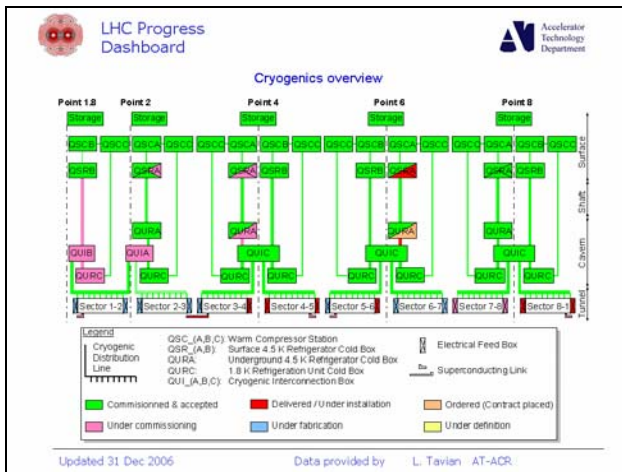 LHC Progress
Dashboard
Accelerator
Technology
Department
Cryogenics overview
Point 1.8 Point 2 Point 4 Point 6 Point 8
Storage Storage Storage Storage Storage
QSCB QSCC QSCA QSCC QSCC QSCA QSCB QSCC QSCC QSCB QSCA QSCC QSCC QSCA QSCB QSCC
Surface
QSRB QSRA QSRA QSRB QSRB QSRA QSRA QSRB
Shaft
QURA QURA QURA QURA
Cavern
QUIB QUIA QUIC QUIC QUIC
QURC QURC QURC QURC QURC QURC QURC QURC
Tunnel
Sector 1-2 Sector 2-3 Sector 3-4 Sector 4-5 Sector 5-6 Sector 6-7 Sector 7-8 Sector 8-1
Legend
Cryogenic
Distribution
Line
QSC_(A,B,C): Warm Compressor Station
QSR_(A,B): Surface 4.5 K Refrigerator Cold Box
QURA: Underground 4.5 K Refrigerator Cold Box
QURC: 1.8 K Refrigeration Unit Cold Box
QUI_(A,B,C): Cryogenic Interconnection Box
Electrical Feed Box
Superconducting Link
Commisionned & accepted
Delivered / Under installation
Ordered (Contract placed)
Under commissioning
Under fabrication
Under definition
Updated 31 Dec 2006 Data provided by L. Tavian AT-ACR